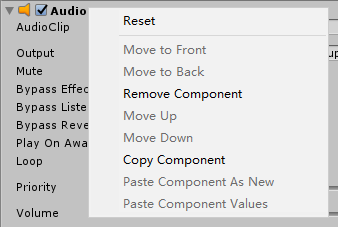 Audio
AudioClip
Output
Mute
Bypass Effec
Bypass Liste
Bypass Reve
Play On Awa
Loop
Priority
Volume
Reset
Move to Front
Move to Back
Remove Component
Move Up
Move Down
Copy Component
Paste Component As New
Paste Component Values